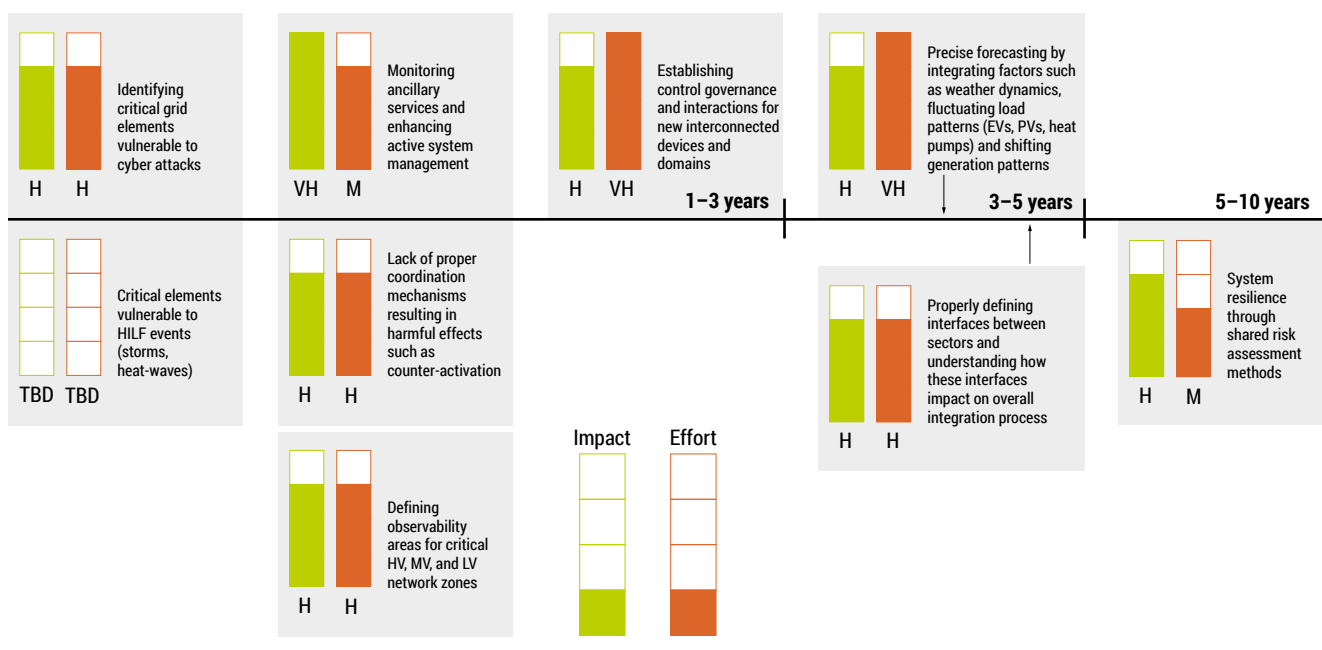 Identifying
critical grid
elements
vulnerable to
cyber attacks
H H
Monitoring
ancillary
services and
enhancing
active system
management
VH M
Establishing
control governance
and interactions for
new interconnected
devices and
domains
H VH
1–3 years
Precise forecasting by
integrating factors such
as weather dynamics,
fluctuating load
patterns (EVs, PVs, heat
pumps) and shifting
generation patterns
H VH
3–5 years
5–10 years
Critical elements
vulnerable to
HILF events
(storms,
heat-waves)
TBD TBD
Lack of proper
coordination
mechanisms
resulting in
harmful effects
such as
counter-activation
H H
Properly defining
interfaces between
sectors and
understanding how
these interfaces
impact on overall
integration process
H H
System
resilience
through
shared risk
assessment
methods
H M
Defining
observability
areas for critical
HV, MV, and LV
network zones
H H
Impact Effort